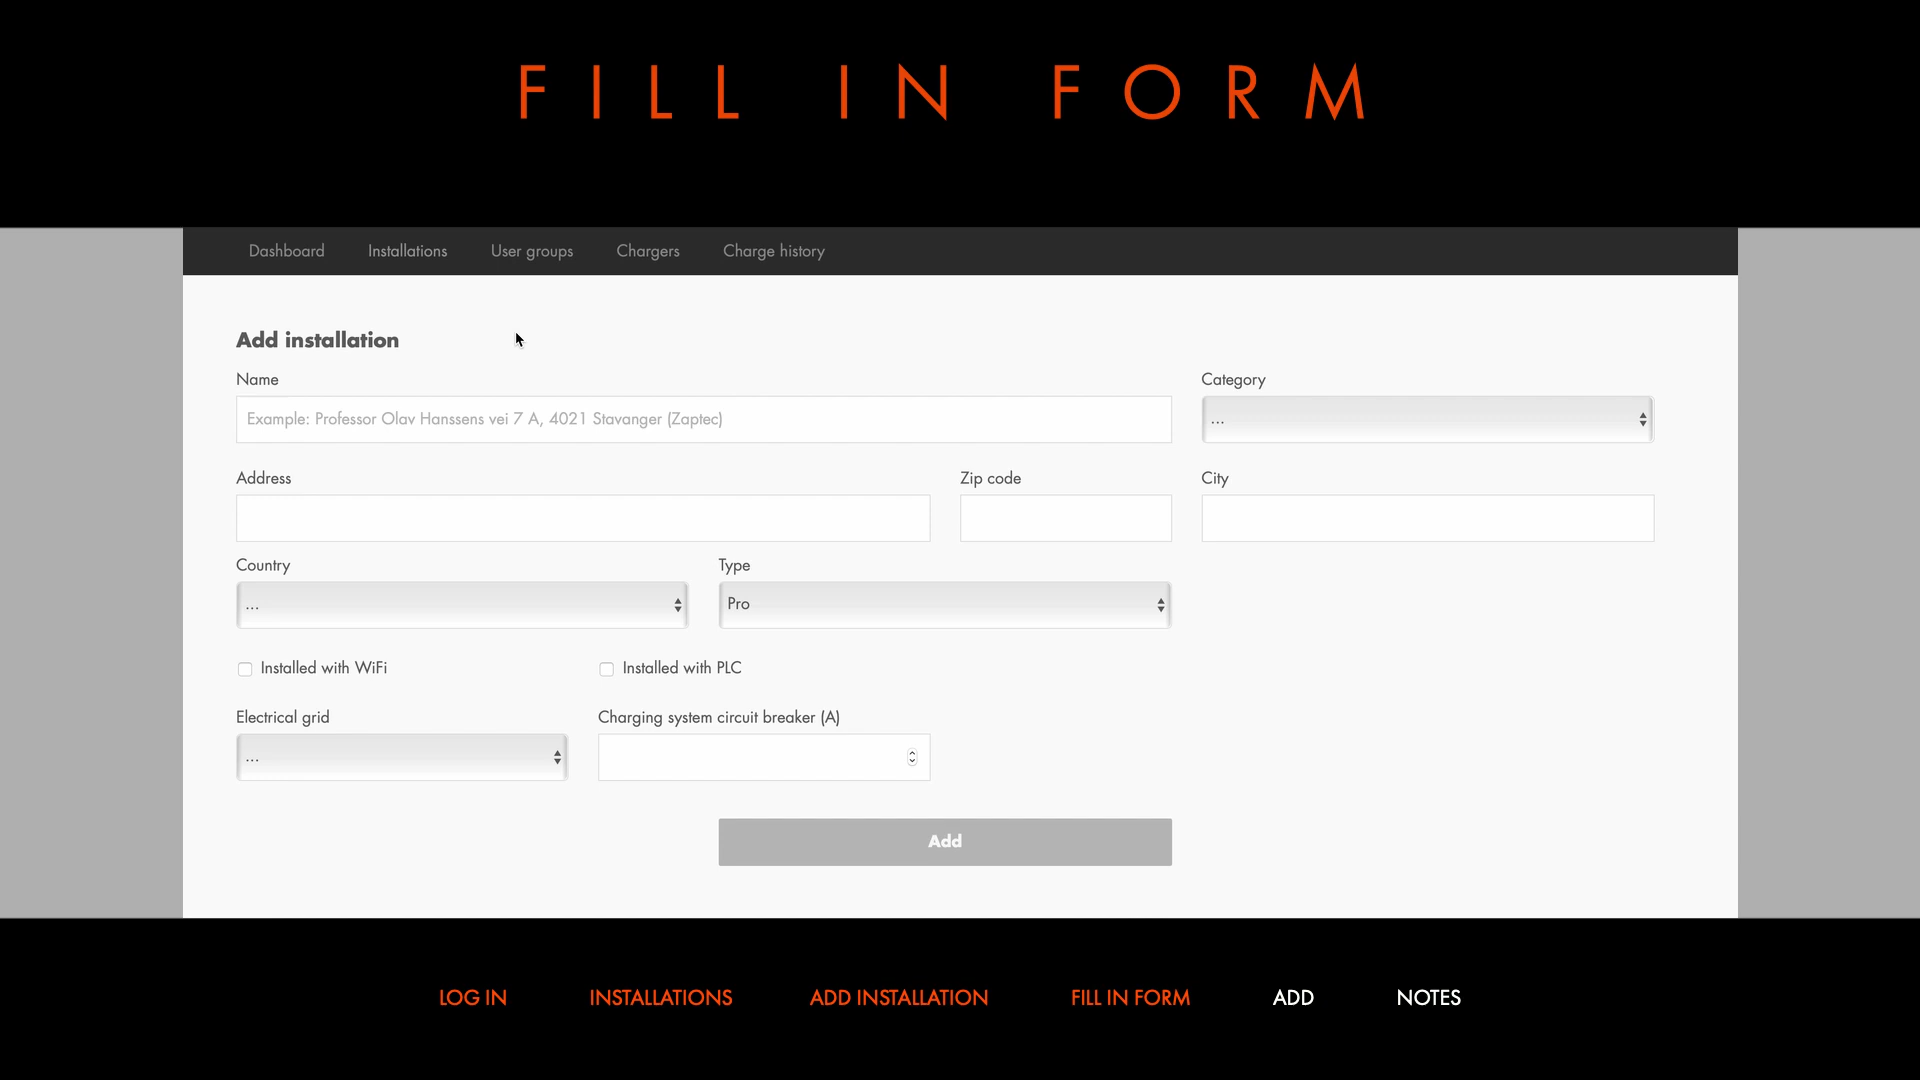 FILL IN FORM
Dashboard Installations User groups Chargers Charge history
Add installation
Name Category
Example: Professor Olav Hanssens vei 7 A, 4021 Stavanger (Zaptec) ...
Address Zip code City
Country Type
... Pro
Installed with WiFi Installed with PLC
Electrical grid Charging system circuit breaker (A)
...
Add
LOG IN INSTALLATIONS ADD INSTALLATION FILL IN FORM ADD NOTES